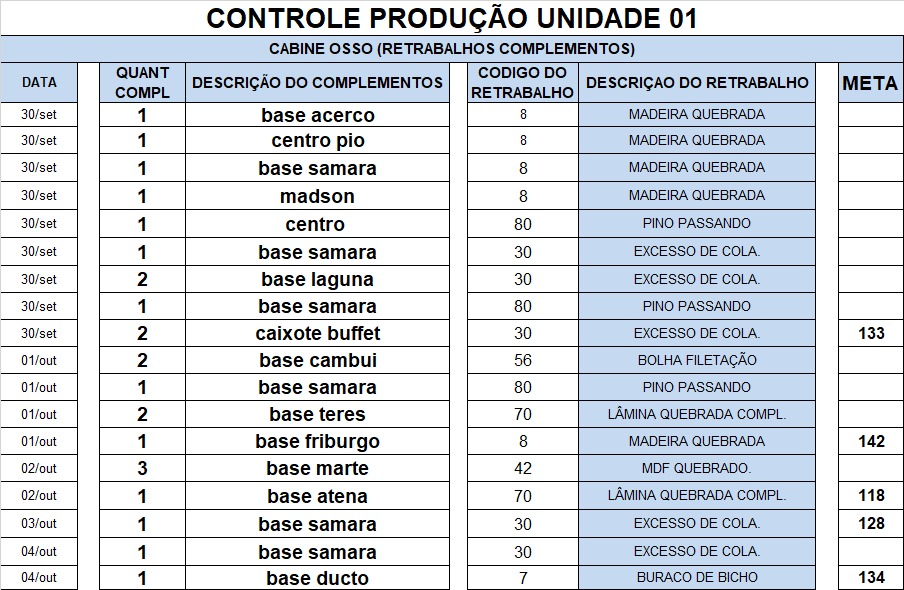 CONTROLE PRODUÇÃO UNIDADE 01
CABINE OSSO (RETRABALHOS COMPLEMENTOS)
DATA QUANT COMPL DESCRIÇÃO DO COMPLEMENTOS CODIGO DO RETRABALHO DESCRIÇAO DO RETRABALHO META
30/set 1 base acerco 8 MADEIRA QUEBRADA
30/set 1 centro pio 8 MADEIRA QUEBRADA
30/set 1 base samara 8 MADEIRA QUEBRADA
30/set 1 madson 8 MADEIRA QUEBRADA
30/set 1 centro 80 PINO PASSANDO
30/set 1 base samara 30 EXCESSO DE COLA.
30/set 2 base laguna 30 EXCESSO DE COLA.
30/set 1 base samara 80 PINO PASSANDO
30/set 2 caixote buffet 30 EXCESSO DE COLA. 133
01/out 2 base cambui 56 BOLHA FILETAÇÃO
01/out 1 base samara 80 PINO PASSANDO
01/out 2 base teres 70 LÂMINA QUEBRADA COMPL.
01/out 1 base friburgo 8 MADEIRA QUEBRADA 142
02/out 3 base marte 42 MDF QUEBRADO.
02/out 1 base atena 70 LÂMINA QUEBRADA COMPL. 118
03/out 1 base samara 30 EXCESSO DE COLA. 128
04/out 1 base samara 30 EXCESSO DE COLA.
04/out 1 base ducto 7 BURACO DE BICHO 134